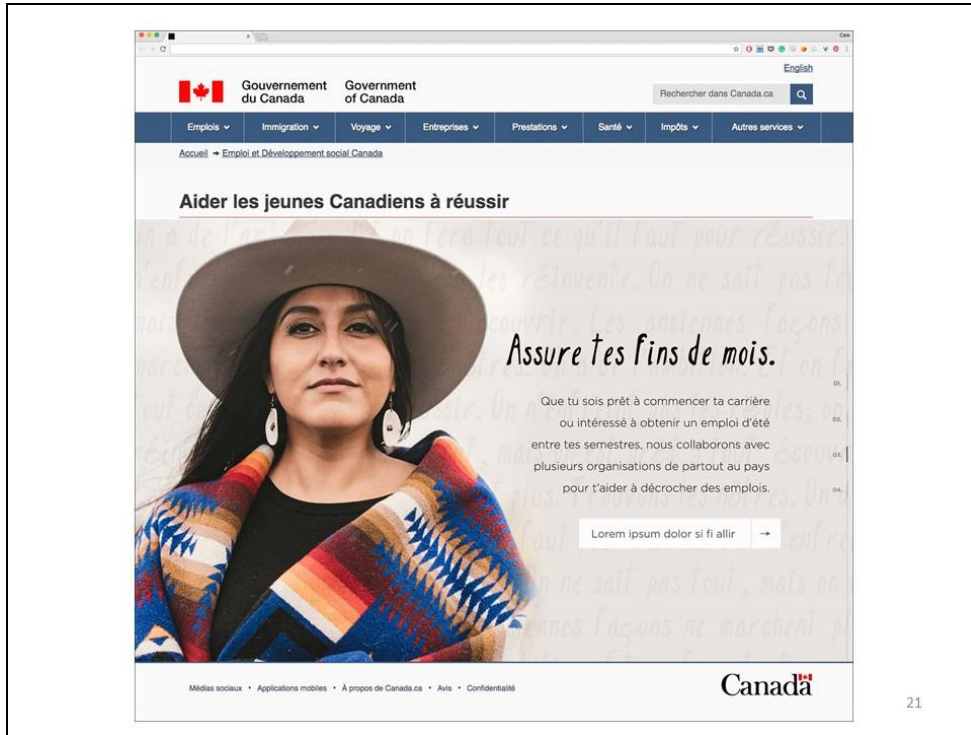 English
Gouvernement du Canada
Government of Canada
Rechercher dans Canada.ca
Emplois Immigration Voyage Entreprises Prestations Santé Impôts Autres services
Accueil → Emploi et Développement social Canada
Aider les jeunes Canadiens à réussir
Assure tes fins de mois.
Que tu sois prêt à commencer ta carrière
ou intéressé à obtenir un emploi d'été
entre tes semestres, nous collaborons avec
plusieurs organisations de partout au pays
pour t'aider à décrocher des emplois.
01.
02.
03.
04.
Lorem ipsum dolor si fi allir →
Médias sociaux • Applications mobiles • À propos de Canada.ca • Avis • Confidentialité
Canada
21